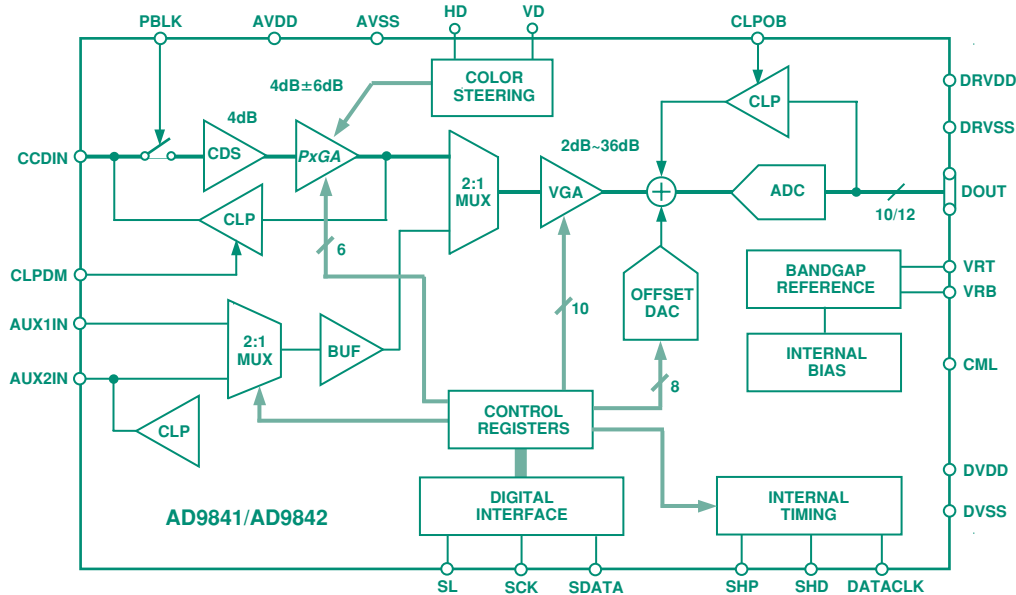 PBLK
AVDD
AVSS
HD
VD
CLPOB
4dB±6dB
COLOR
STEERING
CLP
DRVDD
DRVSS
4dB
2dB~36dB
CCDIN
CDS
PxGA
2:1
MUX
VGA
ADC
DOUT
10/12
CLP
6
CLPDM
BANDGAP
REFERENCE
VRT
VRB
OFFSET
DAC
10
AUX1IN
2:1
MUX
BUF
INTERNAL
BIAS
CML
AUX2IN
8
CLP
CONTROL
REGISTERS
DVDD
DIGITAL
INTERFACE
INTERNAL
TIMING
DVSS
AD9841/AD9842
SL
SCK
SDATA
SHP
SHD
DATACLK